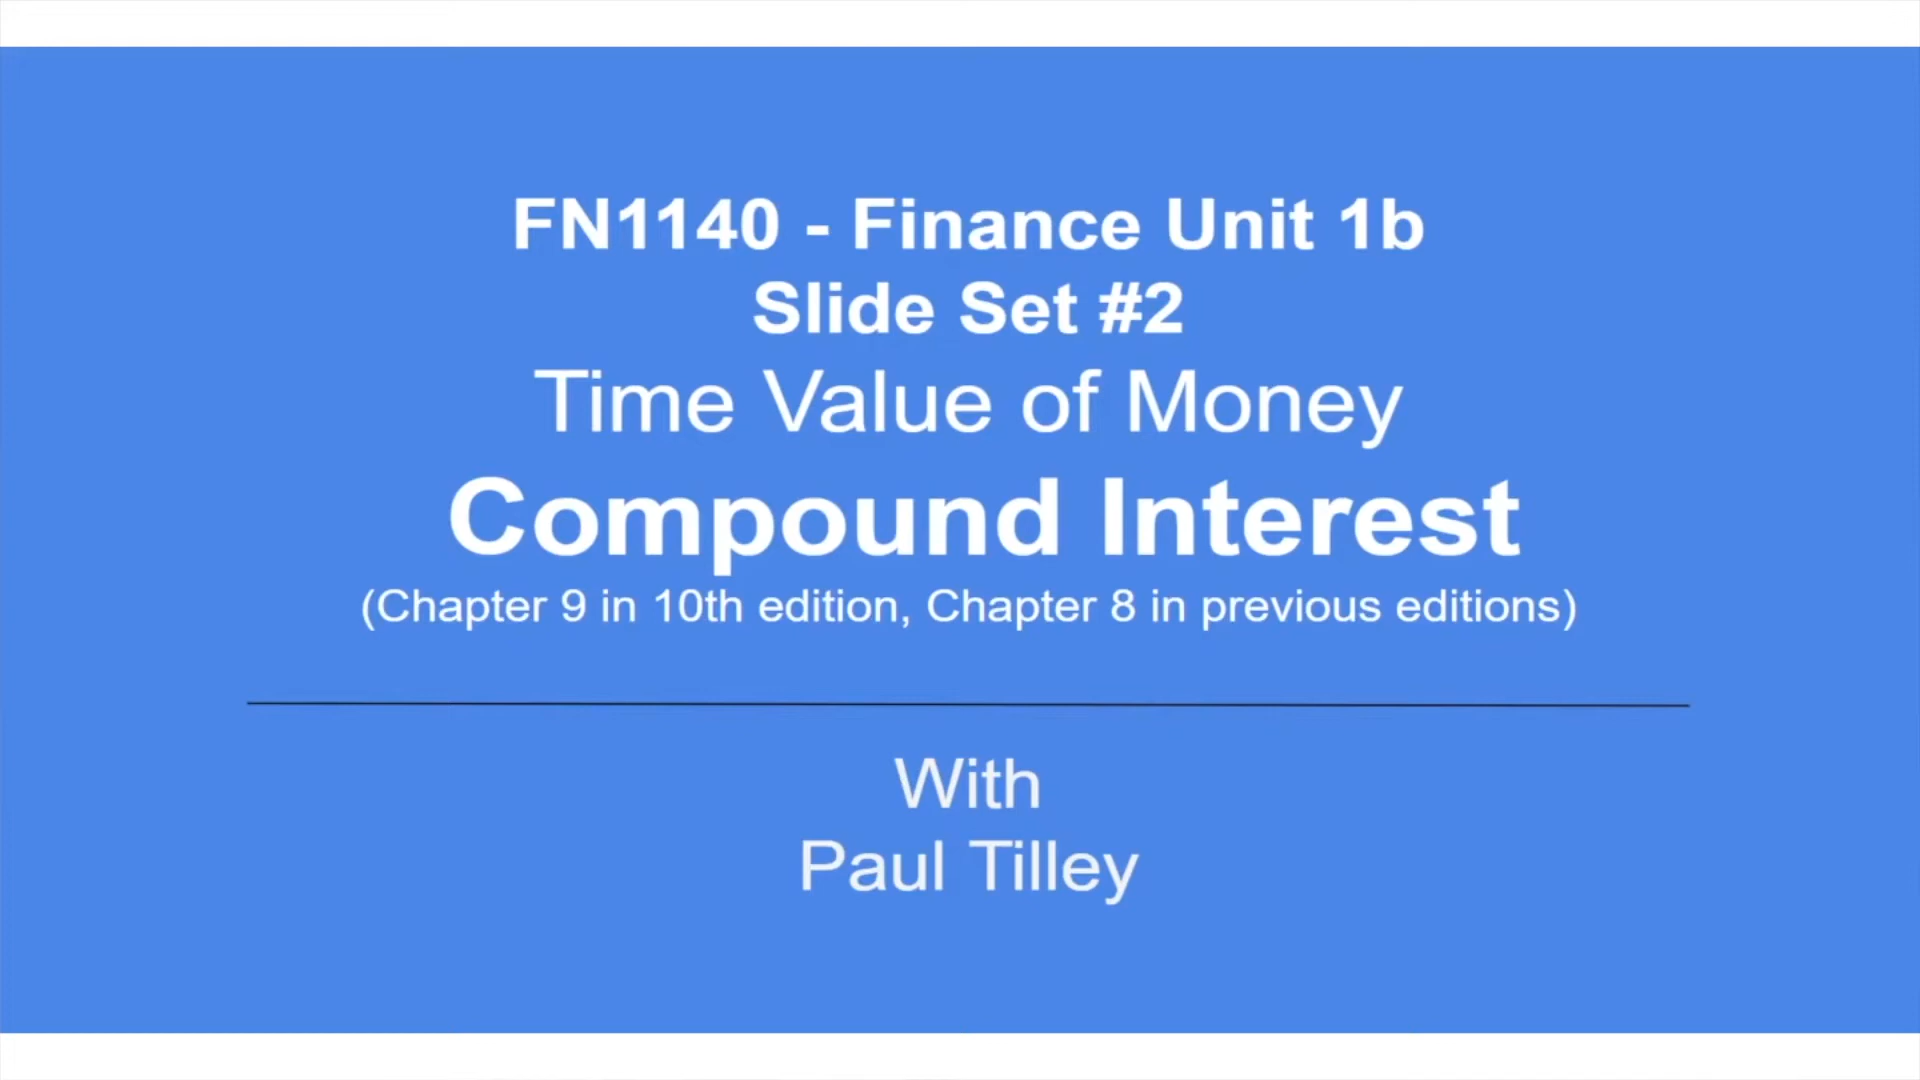 FN1140 - Finance Unit 1b
Slide Set #2
Time Value of Money
Compound Interest
(Chapter 9 in 10th edition, Chapter 8 in previous editions)
With
Paul Tilley